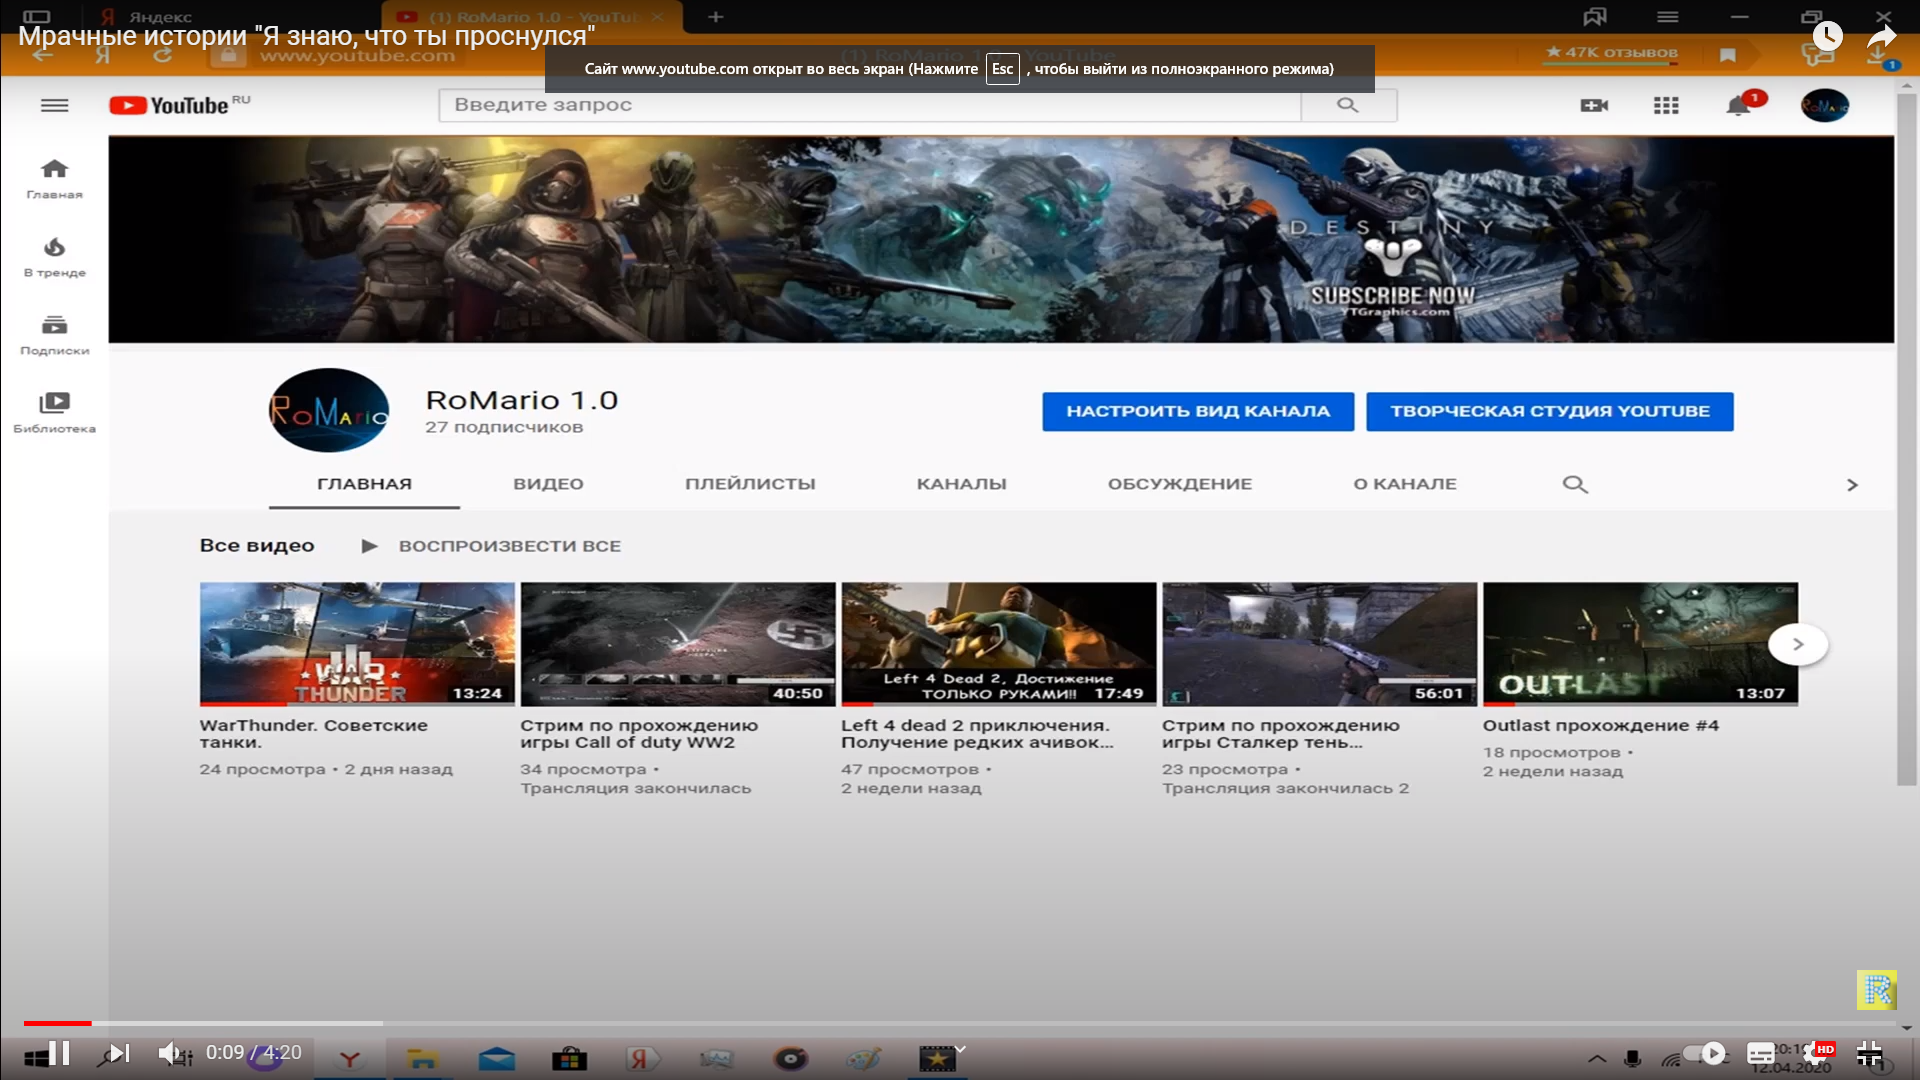 Яндекс
(1) RoMario 1.0 - YouTu
Мрачные истории "Я знаю, что ты проснулся"
www.youtube.com
★ 47K отзывов
Сайт www.youtube.com открыт во весь экран (Нажмите Esc , чтобы выйти из полноэкранного режима)
YouTube RU
Введите запрос
1
1
Главная
В тренде
Подписки
Библиотека
DESTINY
SUBSCRIBE NOW
YTGraphics.com
RoMario
RoMario 1.0
27 подписчиков
НАСТРОИТЬ ВИД КАНАЛА
ТВОРЧЕСКАЯ СТУДИЯ YOUTUBE
ГЛАВНАЯ ВИДЕО ПЛЕЙЛИСТЫ КАНАЛЫ ОБСУЖДЕНИЕ О КАНАЛЕ
Все видео ВОСПРОИЗВЕСТИ ВСЕ
WAR
THUNDER
13:24
WarThunder. Советские
танки.
24 просмотра • 2 дня назад
40:50
Стрим по прохождению
игры Call of duty WW2
34 просмотра •
Трансляция закончилась
Left 4 Dead 2, Достижение
ТОЛЬКО РУКАМИ!!
17:49
Left 4 dead 2 приключения.
Получение редких ачивок...
47 просмотров •
2 недели назад
56:01
Стрим по прохождению
игры Сталкер тень...
23 просмотра •
Трансляция закончилась 2
OUTLAST
13:07
Outlast прохождение #4
18 просмотров •
2 недели назад
R
0:09 / 4:20
HD
12.04.2020